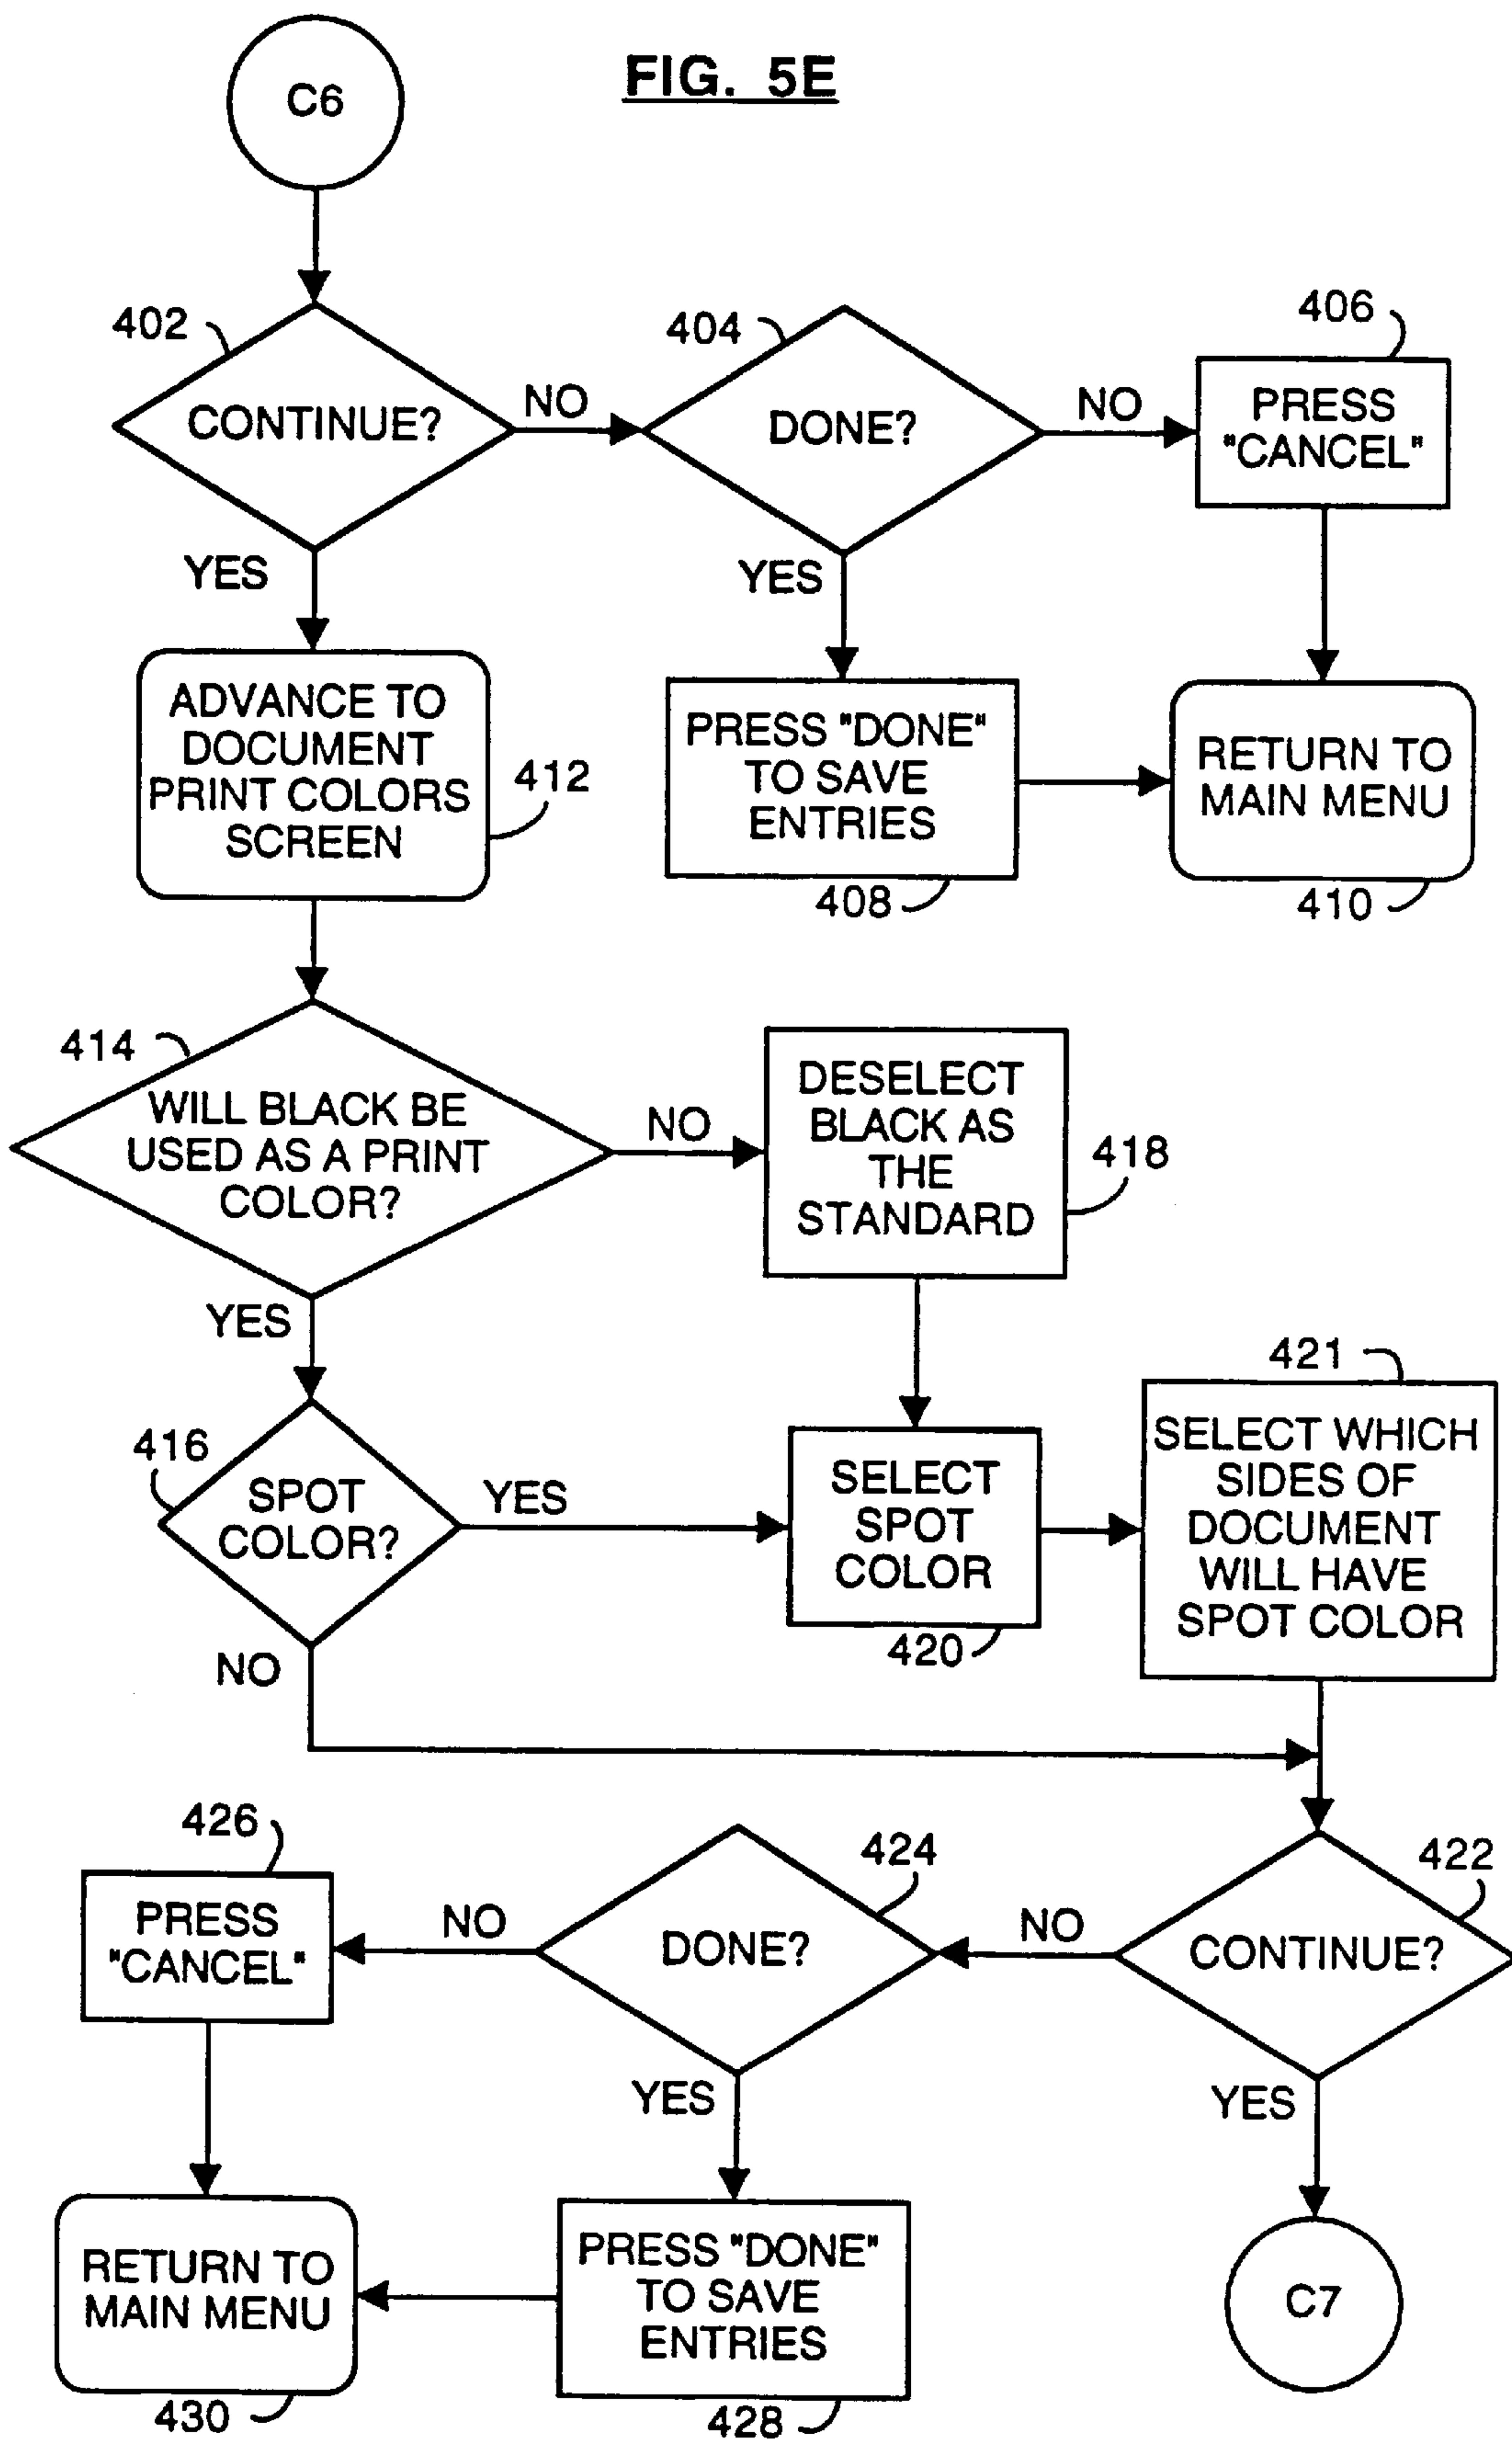 FIG. 5E
C6
402
CONTINUE?
NO
404
DONE?
NO
406
PRESS
"CANCEL"
YES
YES
ADVANCE TO
DOCUMENT
PRINT COLORS
SCREEN
412
PRESS "DONE"
TO SAVE
ENTRIES
408
RETURN TO
MAIN MENU
410
414
WILL BLACK BE
USED AS A PRINT
COLOR?
NO
DESELECT
BLACK AS
THE
STANDARD
418
YES
416
SPOT
COLOR?
YES
SELECT
SPOT
COLOR
420
421
SELECT WHICH
SIDES OF
DOCUMENT
WILL HAVE
SPOT COLOR
NO
426
PRESS
"CANCEL"
NO
424
DONE?
NO
422
CONTINUE?
YES
YES
RETURN TO
MAIN MENU
430
PRESS "DONE"
TO SAVE
ENTRIES
428
C7